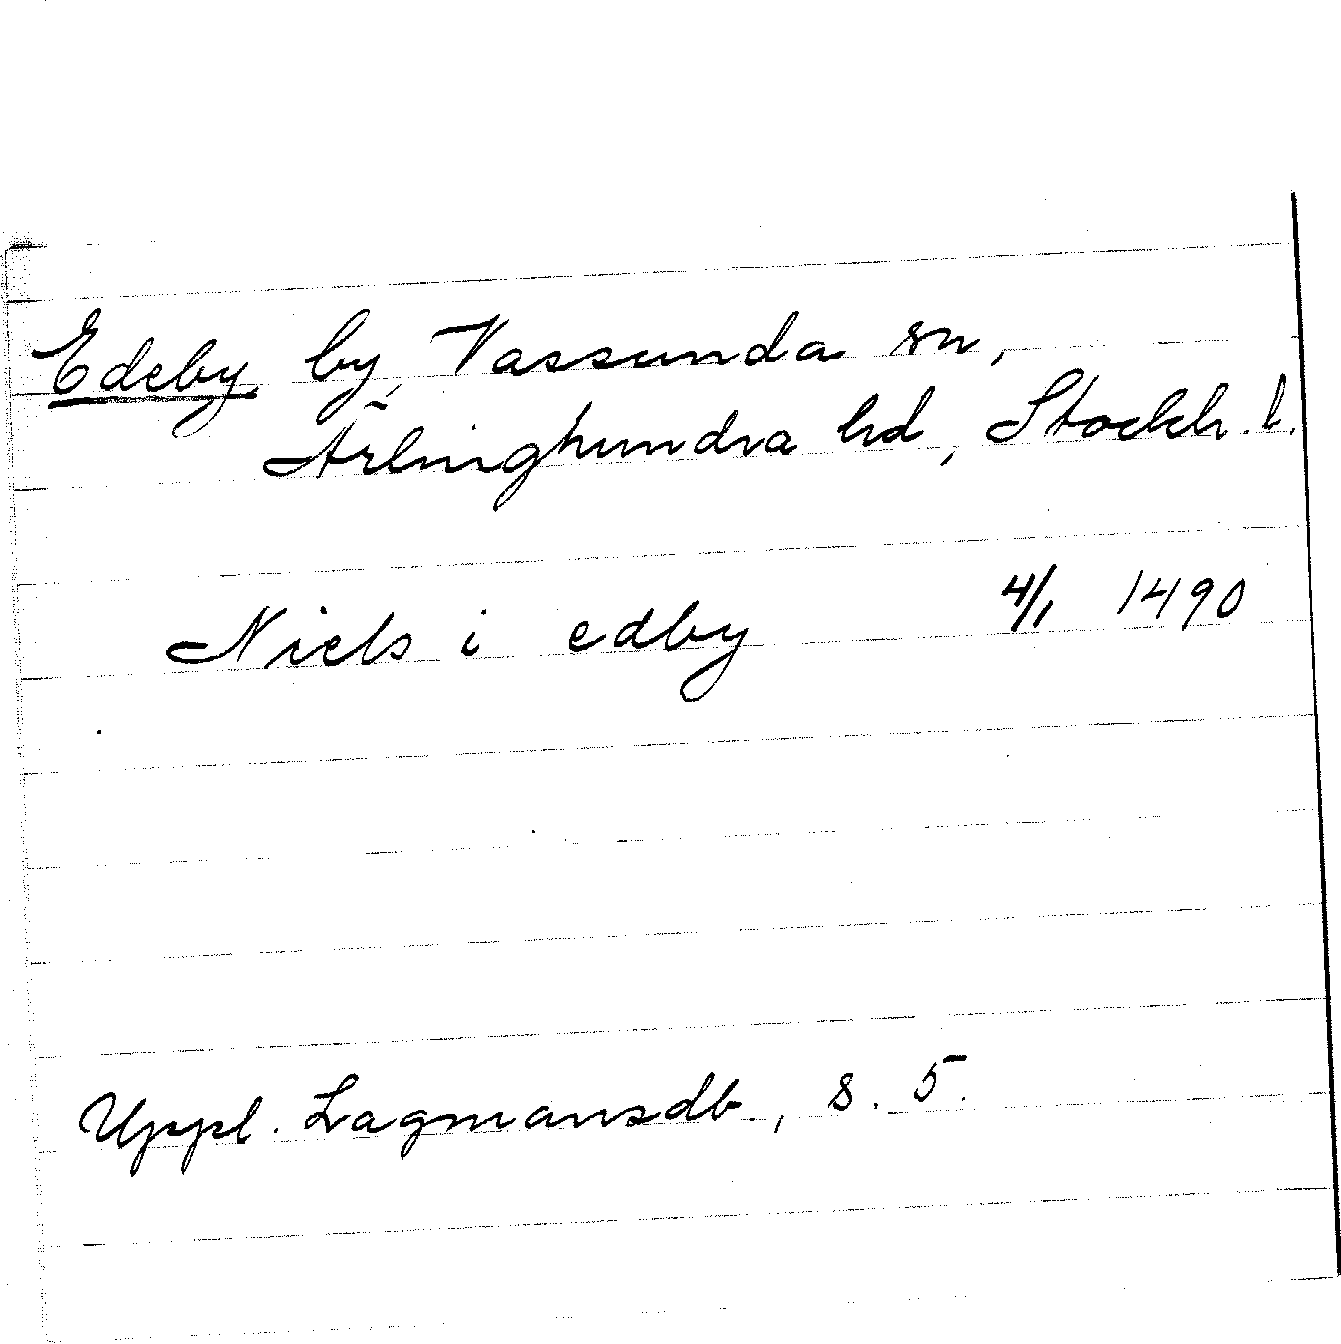 Edeby by, Vassunda sn,
Ärlinghundra hd, Stockh. l.
Niels i edby 4/1 1490
Uppl. Lagmansdb., s. 5.